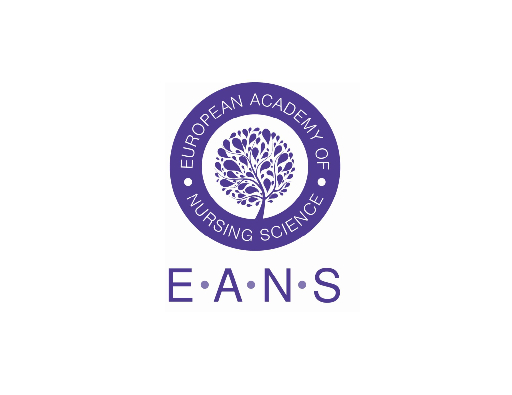 EUROPEAN ACADEMY OF
• NURSING SCIENCE •
E•A•N•S